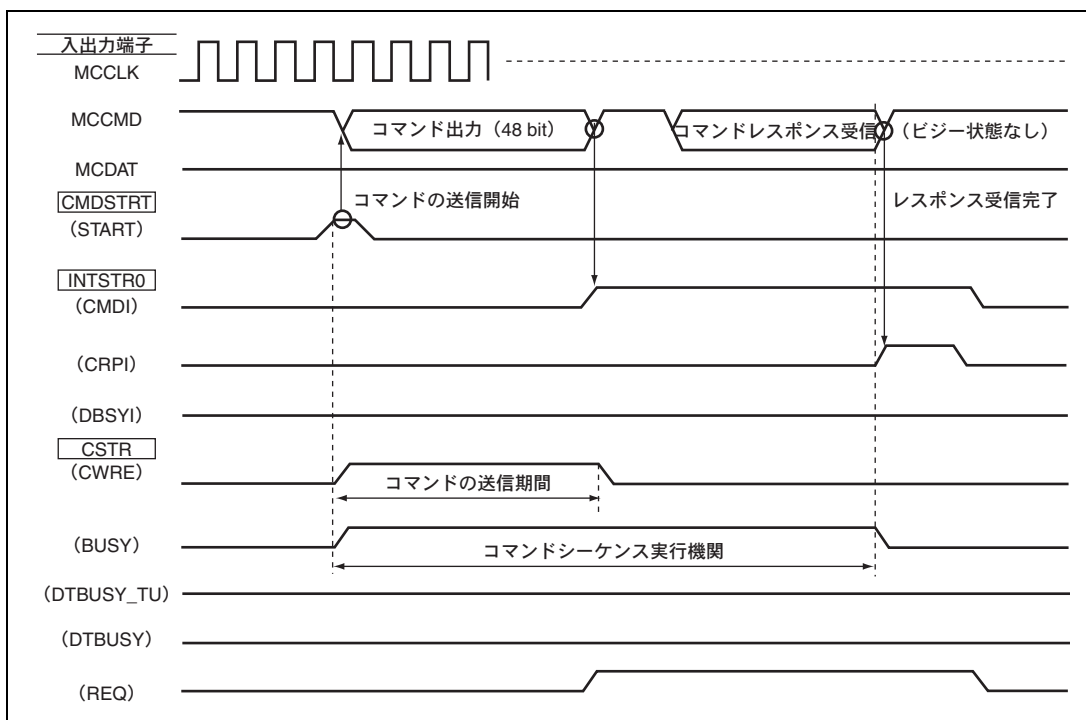 入出力端子
MCCLK
MCCMD
コマンド出力（48 bit）
コマンドレスポンス受信
（ビジー状態なし）
MCDAT
CMDSTRT
（START）
コマンドの送信開始
レスポンス受信完了
INTSTR0
（CMDI）
（CRPI）
（DBSYI）
CSTR
（CWRE）
コマンドの送信期間
（BUSY）
コマンドシーケンス実行機関
（DTBUSY_TU）
（DTBUSY）
（REQ）